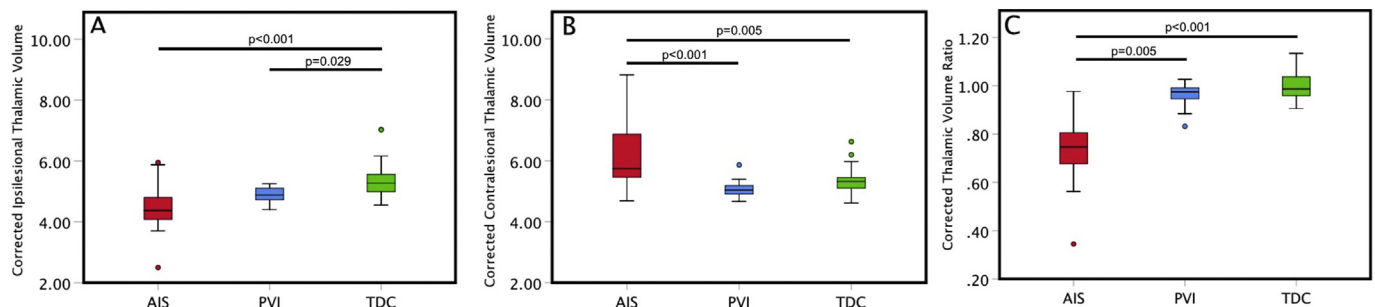 A
Corrected Ipsilesional Thalamic Volume
10.00
8.00
6.00
4.00
2.00
p<0.001
p=0.029
AIS PVI TDC
B
Corrected Contralesional Thalamic Volume
10.00
8.00
6.00
4.00
2.00
p=0.005
p<0.001
AIS PVI TDC
C
Corrected Thalamic Volume Ratio
1.20
1.00
.80
.60
.40
.20
p<0.001
p=0.005
AIS PVI TDC